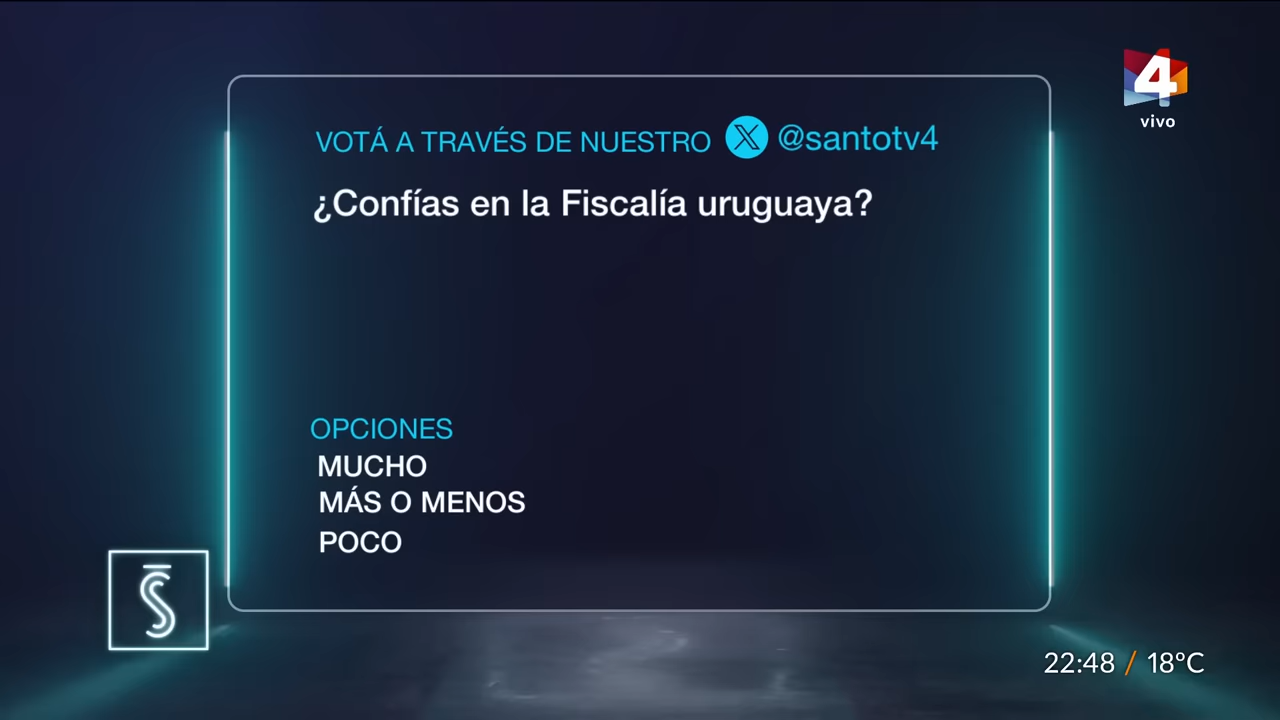 4
vivo
VOTÁ A TRAVÉS DE NUESTRO X @santotv4
¿Confías en la Fiscalía uruguaya?
OPCIONES
MUCHO
MÁS O MENOS
POCO
S
22:48 / 18°C